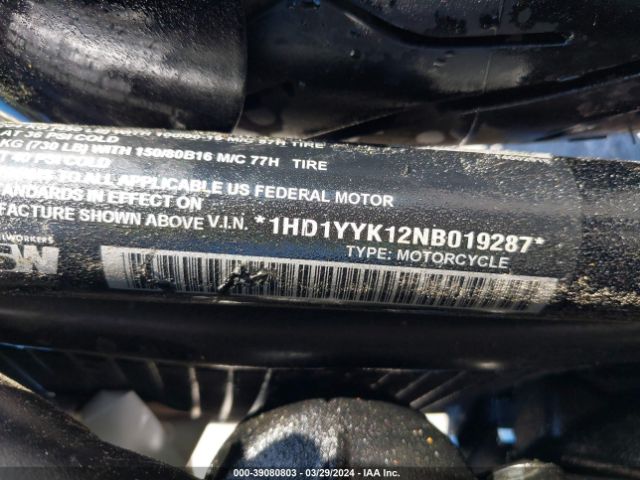 AT 36 PSI COLD
KG (730 LB) WITH 150/80B16 M/C 77H TIRE
AT 40 PSI COLD
TO ALL APPLICABLE US FEDERAL MOTOR
STANDARDS IN EFFECT ON
FACTURE SHOWN ABOVE V.I.N. *1HD1YYK12NB019287*
TYPE: MOTORCYCLE
000-39080803 — 03/29/2024 — IAA Inc.